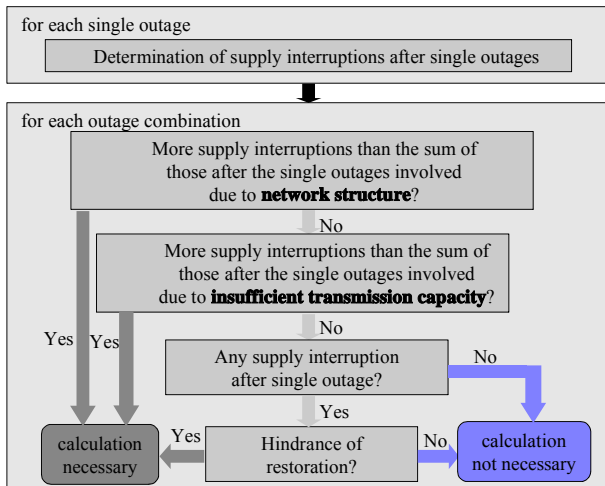 for each single outage
Determination of supply interruptions after single outages
for each outage combination
More supply interruptions than the sum of
those after the single outages involved
due to network structure?
No
More supply interruptions than the sum of
those after the single outages involved
due to insufficient transmission capacity?
Yes
Yes
No
Any supply interruption
after single outage?
No
Yes
calculation
necessary
Yes
Hindrance of
restoration?
No
calculation
not necessary